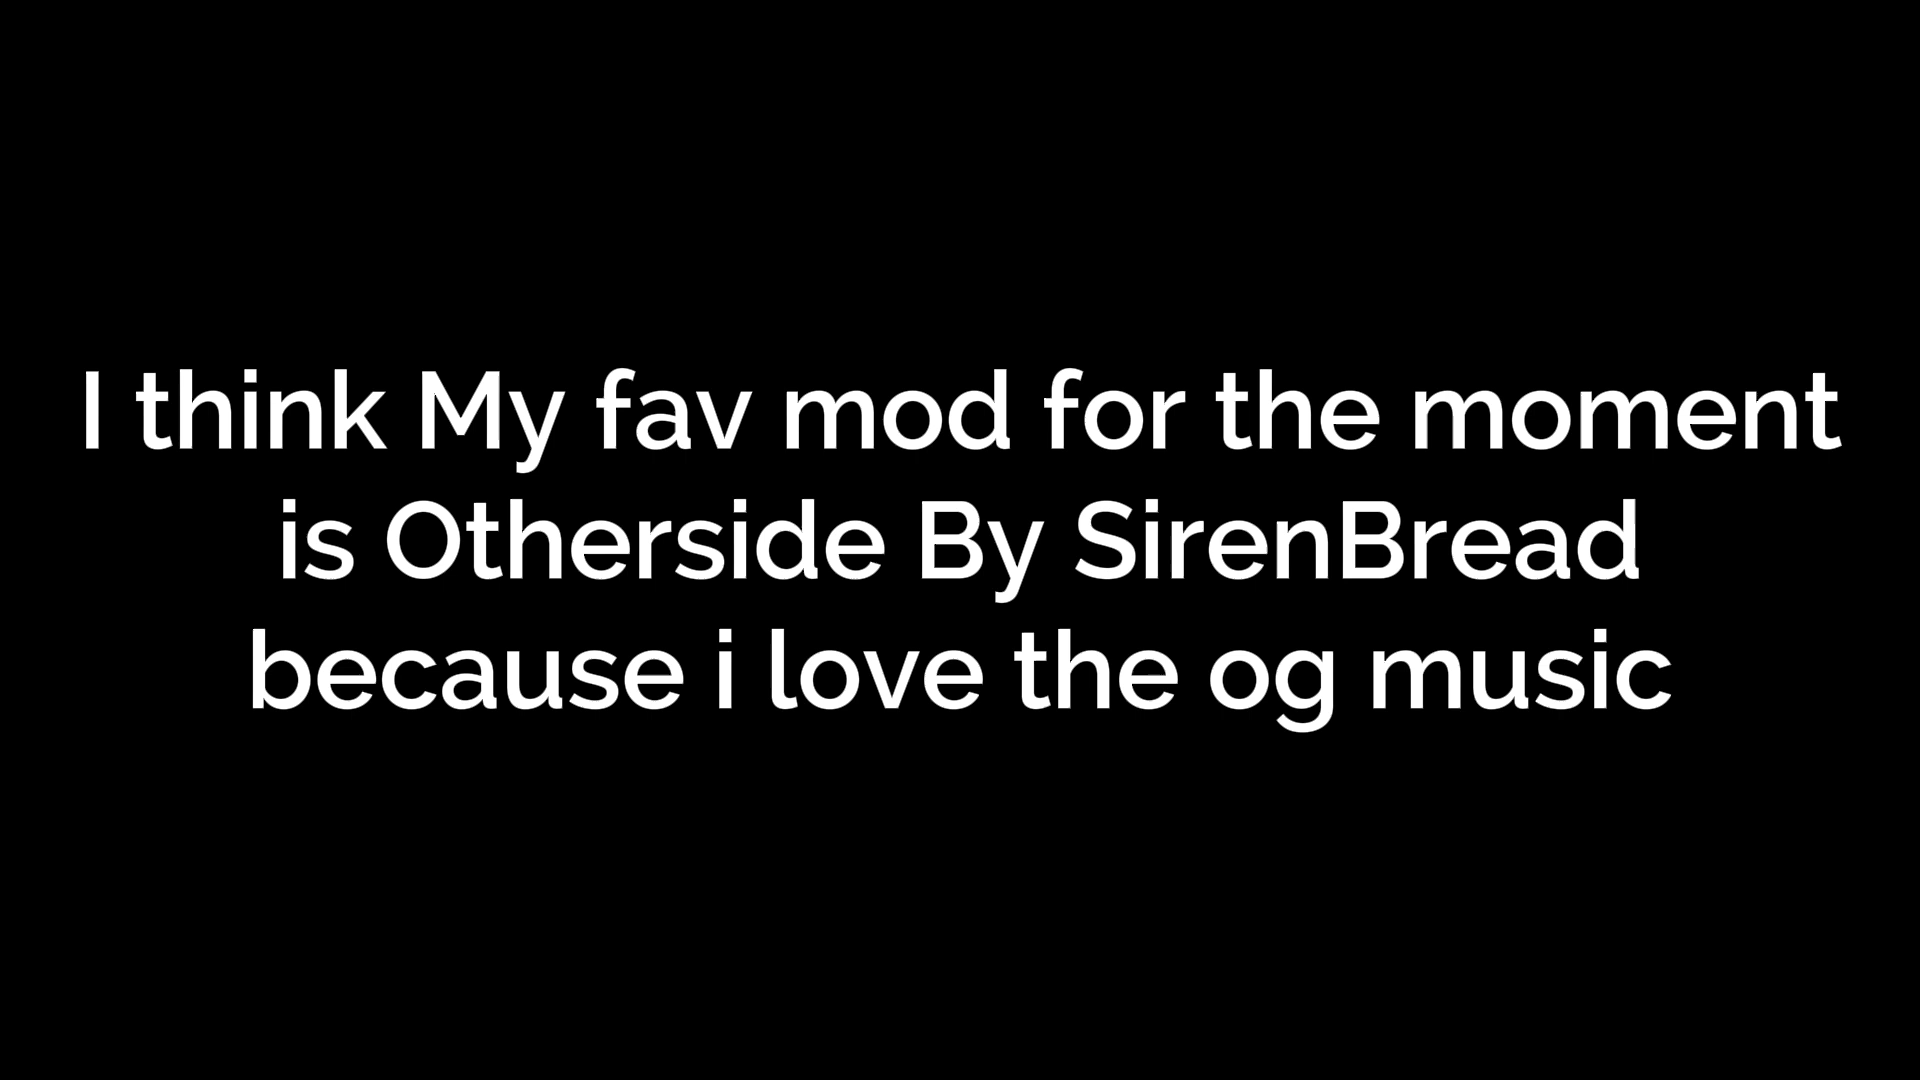 I think My fav mod for the moment
is Otherside By SirenBread
because i love the og music